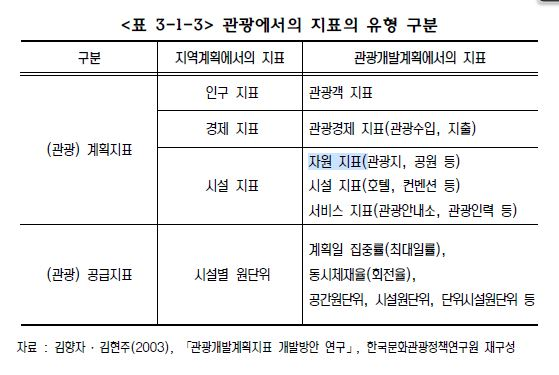 <표 3-1-3> 관광에서의 지표의 유형 구분
구분 지역계획에서의 지표 관광개발계획에서의 지표
(관광) 계획지표
인구 지표 관광객 지표
경제 지표 관광경제 지표(관광수입, 지출)
시설 지표
자원 지표(관광지, 공원 등)
시설 지표(호텔, 컨벤션 등)
서비스 지표(관광안내소, 관광인력 등)
(관광) 공급지표
시설별 원단위
계획일 집중률(최대일률),
동시체재율(회전율),
공간원단위, 시설원단위, 단위시설원단위 등
자료 : 김향자·김현주(2003), 「관광개발계획지표 개발방안 연구」, 한국문화관광정책연구원 재구성